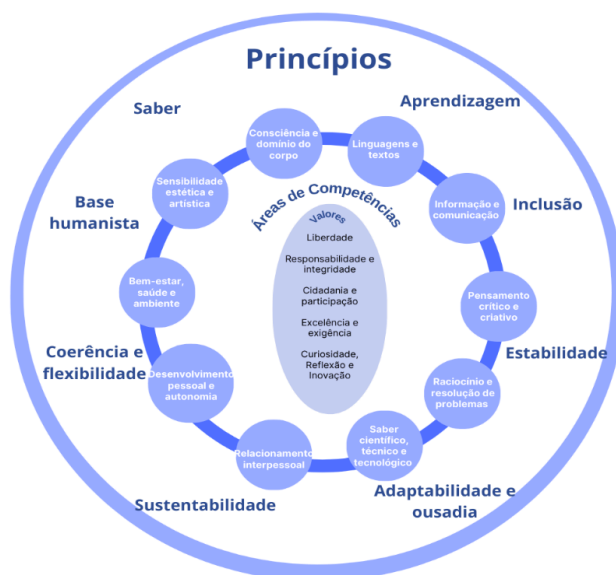 Princípios
Saber
Aprendizagem
Base
humanista
Inclusão
Coerência e
flexibilidade
Estabilidade
Sustentabilidade
Adaptabilidade e
ousadia
Áreas de Competências
Consciência e
domínio do
corpo
Linguagens e
textos
Informação e
comunicação
Pensamento
crítico e
criativo
Raciocínio e
resolução de
problemas
Saber
científico,
técnico e
tecnológico
Relacionamento
interpessoal
Desenvolvimento
pessoal e
autonomia
Bem-estar,
saúde e
ambiente
Sensibilidade
estética e
artística
Valores
Liberdade
Responsabilidade e
integridade
Cidadania e
participação
Excelência e
exigência
Curiosidade,
Reflexão e
Inovação